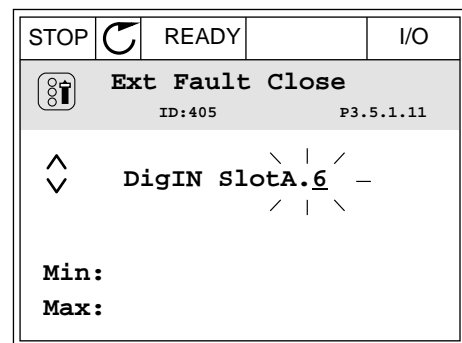 STOP READY I/O
Ext Fault Close
ID:405 P3.5.1.11
DigIN SlotA.6
Min:
Max: